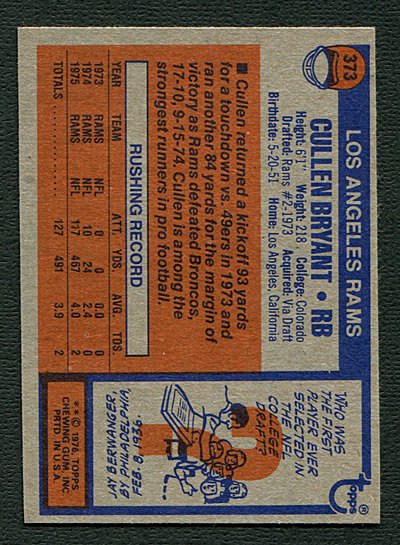 373
LOS ANGELES RAMS
CULLEN BRYANT • RB
Height: 6'1" Weight: 218 College: Colorado
Drafted: Rams #2-1973 Acquired: Via Draft
Birthdate: 5-20-51 Home: Los Angeles, California
■ Cullen returned a kickoff 93 yards
for a touchdown vs. 49ers in 1973 and
ran another 84 yards for the margin of
victory as Rams defeated Broncos,
17-10, 9-15-74. Cullen is among the
strongest runners in pro football.
RUSHING RECORD
YEAR TEAM ATT. YDS. AVG. TDS.
1973 RAMS NFL 0 0 0.0 0
1974 RAMS NFL 10 24 2.4 0
1975 RAMS NFL 117 467 4.0 2
TOTALS 127 491 3.9 2
TOPPS ®
WHO WAS
THE FIRST
PLAYER EVER
SELECTED IN
THE NFL
COLLEGE
DRAFT?
P
JAY BERWANGER,
BY PHILADELPHIA,
FEB. 8, 1936.
** © 1976, TOPPS
CHEWING GUM, INC.
PRTD. IN U.S.A.